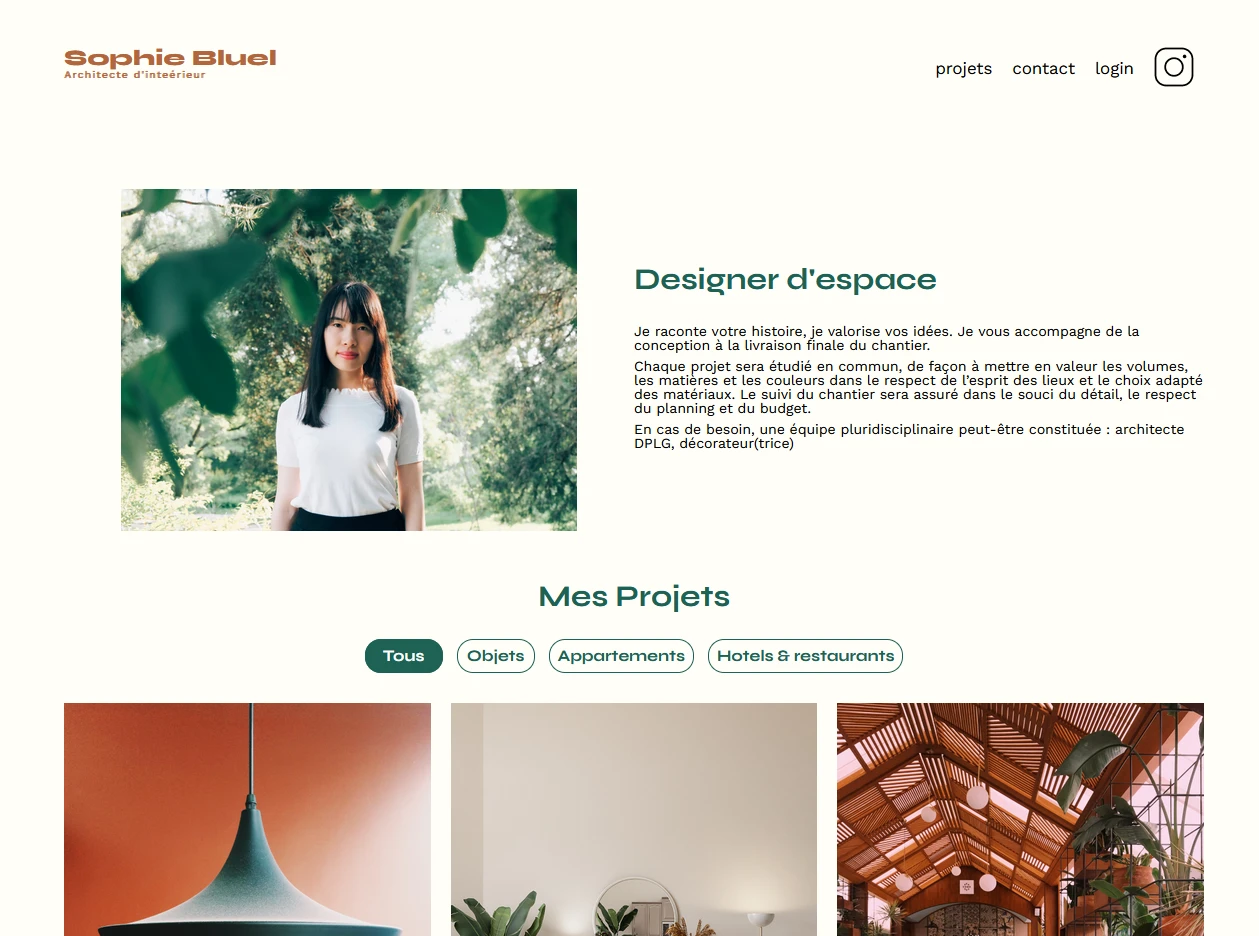 Sophie Bluel
Architecte d'inteérieur
projets contact login
Designer d'espace
Je raconte votre histoire, je valorise vos idées. Je vous accompagne de la
conception à la livraison finale du chantier.
Chaque projet sera étudié en commun, de façon à mettre en valeur les volumes,
les matières et les couleurs dans le respect de l’esprit des lieux et le choix adapté
des matériaux. Le suivi du chantier sera assuré dans le souci du détail, le respect
du planning et du budget.
En cas de besoin, une équipe pluridisciplinaire peut-être constituée : architecte
DPLG, décorateur(trice)
Mes Projets
Tous Objets Appartements Hotels & restaurants